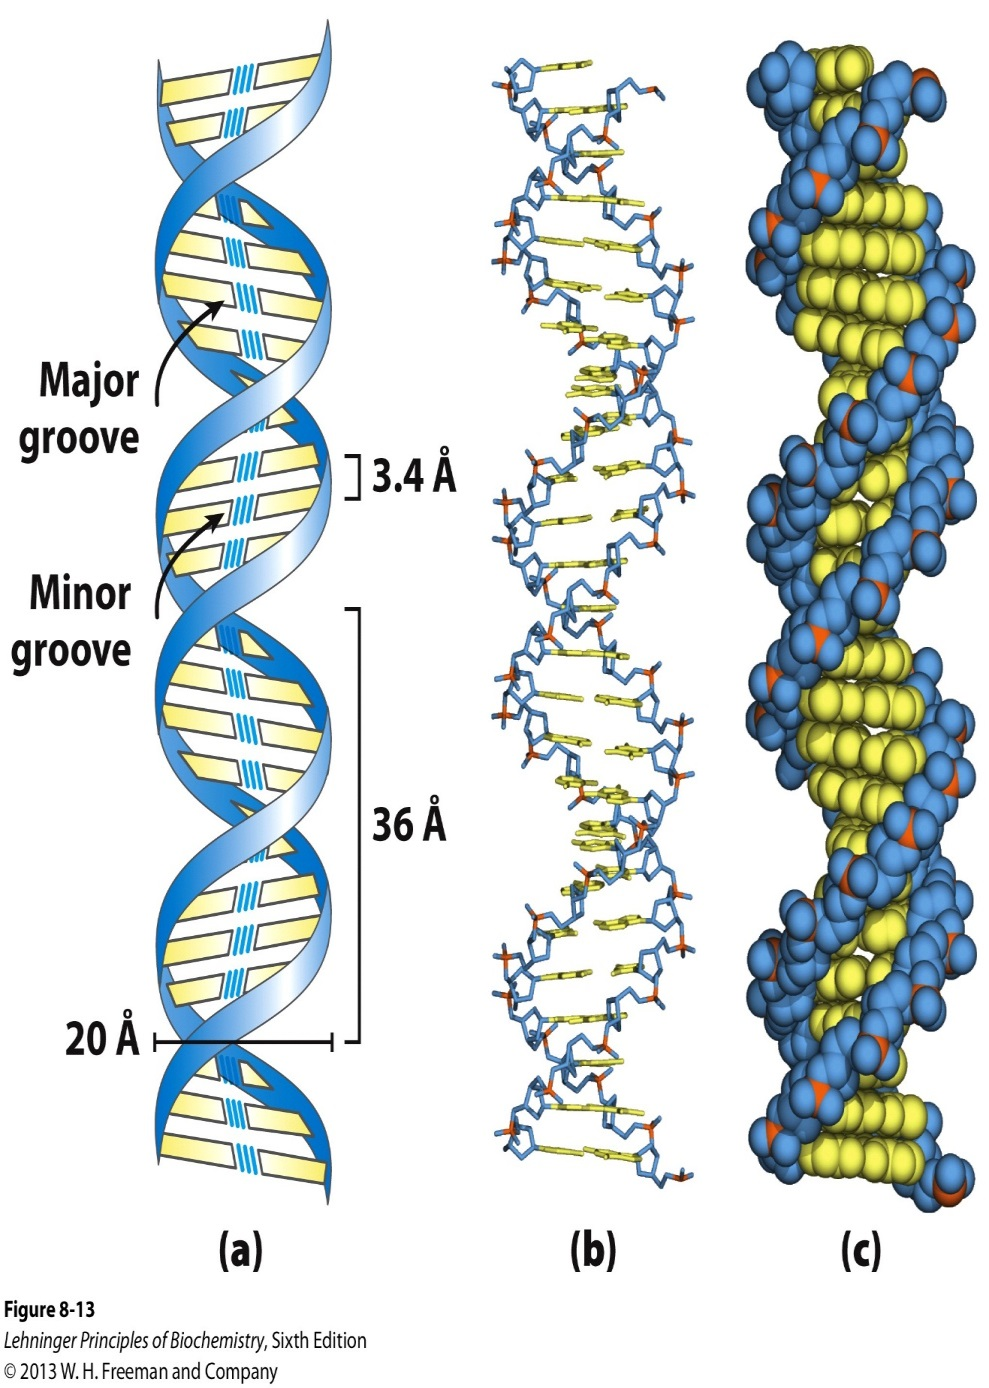 Major
groove
3.4 Å
Minor
groove
36 Å
20 Å
(a)
(b)
(c)
Figure 8-13
Lehninger Principles of Biochemistry, Sixth Edition
© 2013 W. H. Freeman and Company